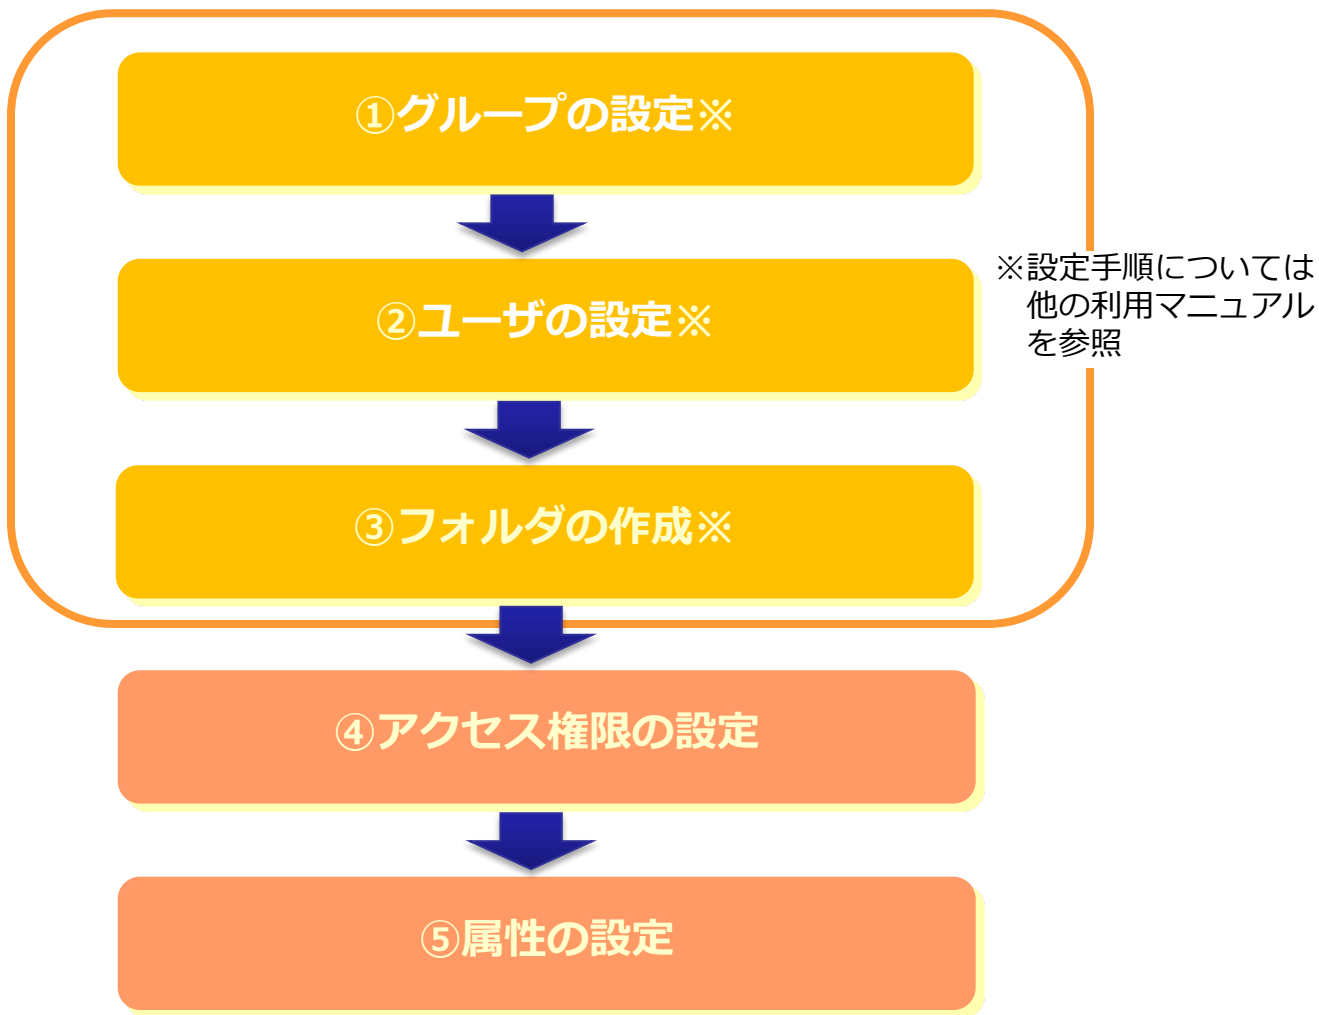 ①グループの設定※
②ユーザの設定※
※設定手順については
他の利用マニュアル
を参照
③フォルダの作成※
④アクセス権限の設定
⑤属性の設定